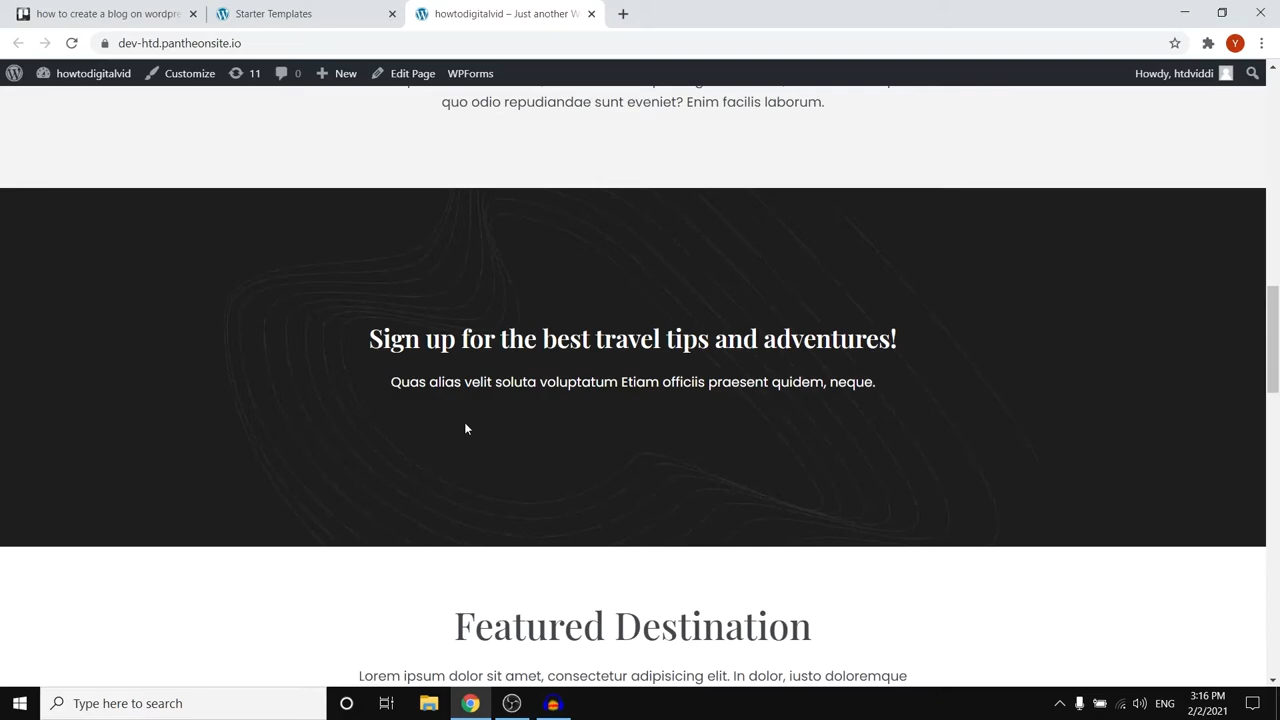 how to create a blog on wordpre
Starter Templates
howtodigitalvid – Just another W
dev-htd.pantheonsite.io
Y
howtodigitalvid
Customize
11
0
New
Edit Page
WPForms
Howdy, htdviddi
quo odio repudiandae sunt eveniet? Enim facilis laborum.
Sign up for the best travel tips and adventures!
Quas alias velit soluta voluptatum Etiam officiis praesent quidem, neque.
Featured Destination
Lorem ipsum dolor sit amet, consectetur adipisicing elit. In dolor, iusto doloremque
Type here to search
ENG
3:16 PM
2/2/2021